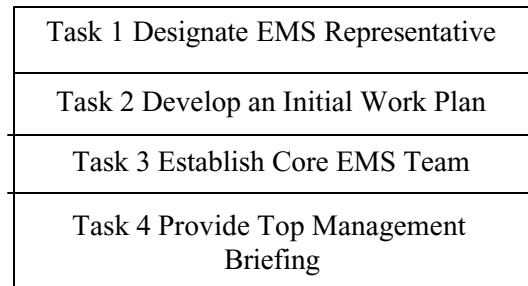 Task 1 Designate EMS Representative
Task 2 Develop an Initial Work Plan
Task 3 Establish Core EMS Team
Task 4 Provide Top Management
Briefing